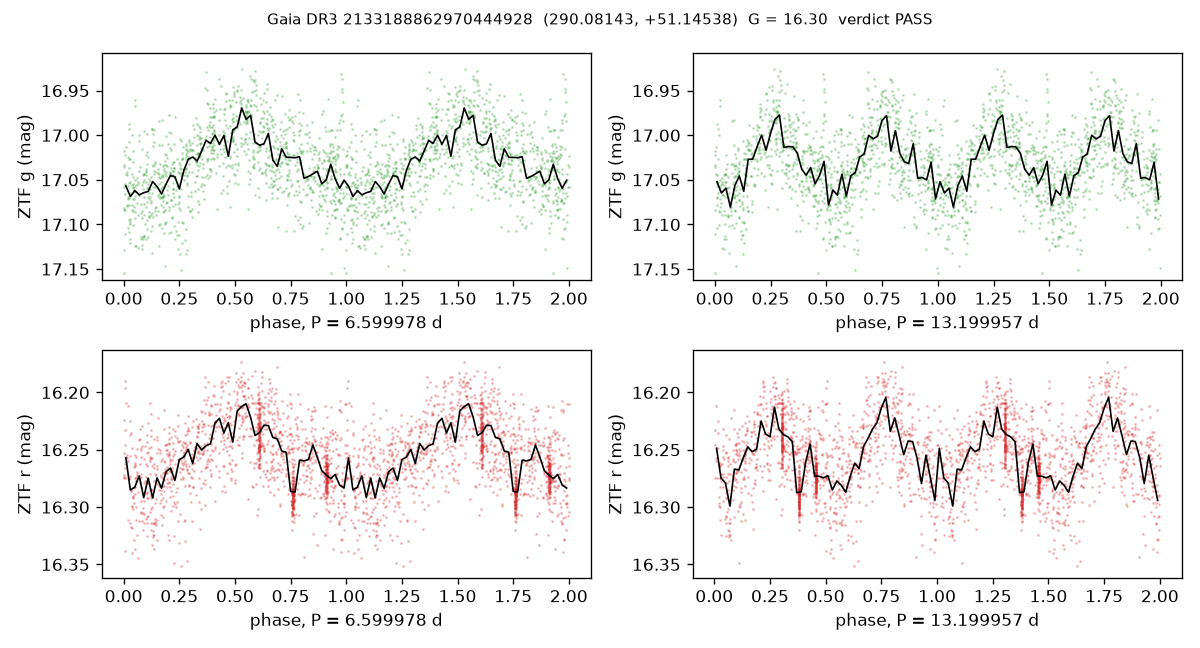 Gaia DR3 2133188862970444928 (290.08143, +51.14538) G = 16.30 verdict PASS
ZTF g (mag)
16.95
17.00
17.05
17.10
17.15
0.00 0.25 0.50 0.75 1.00 1.25 1.50 1.75 2.00
phase, P = 6.599978 d
ZTF g (mag)
16.95
17.00
17.05
17.10
17.15
0.00 0.25 0.50 0.75 1.00 1.25 1.50 1.75 2.00
phase, P = 13.199957 d
ZTF r (mag)
16.20
16.25
16.30
16.35
0.00 0.25 0.50 0.75 1.00 1.25 1.50 1.75 2.00
phase, P = 6.599978 d
ZTF r (mag)
16.20
16.25
16.30
16.35
0.00 0.25 0.50 0.75 1.00 1.25 1.50 1.75 2.00
phase, P = 13.199957 d